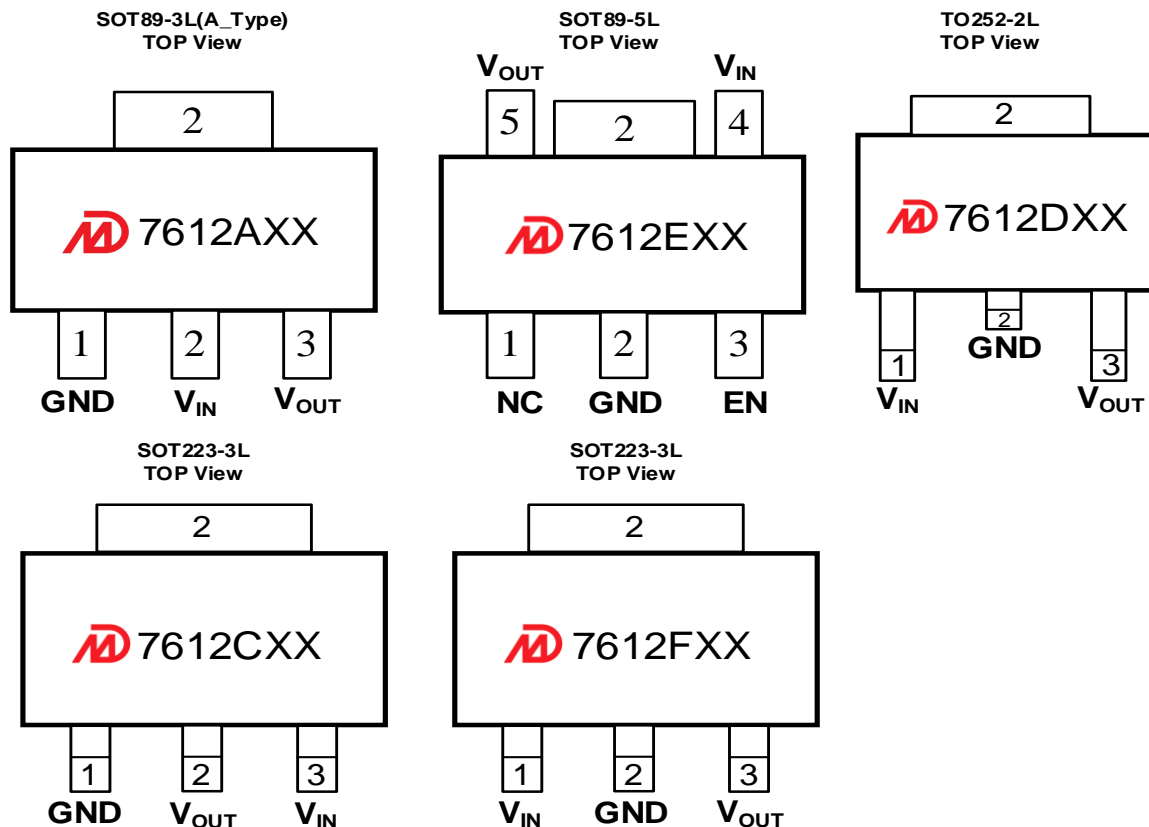 SOT89-3L(A_Type)
TOP View
2
7612AXX
1
2
3
GND
VIN
VOUT
SOT89-5L
TOP View
VOUT
VIN
5
2
4
7612EXX
1
2
3
NC
GND
EN
TO252-2L
TOP View
2
7612DXX
1
2
3
VIN
GND
VOUT
SOT223-3L
TOP View
2
7612CXX
1
2
3
GND
VOUT
VIN
SOT223-3L
TOP View
2
7612FXX
1
2
3
VIN
GND
VOUT